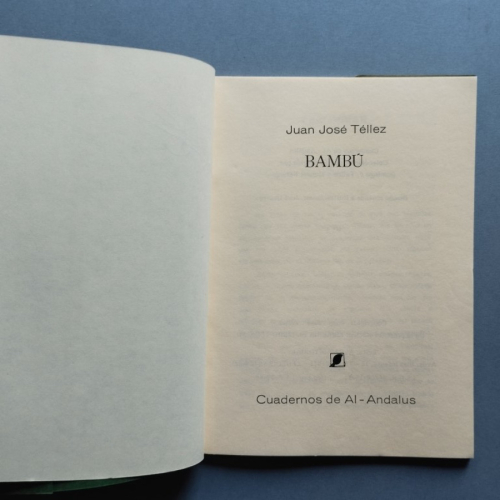 Juan José Téllez
BAMBÚ
Cuadernos de Al-Andalus